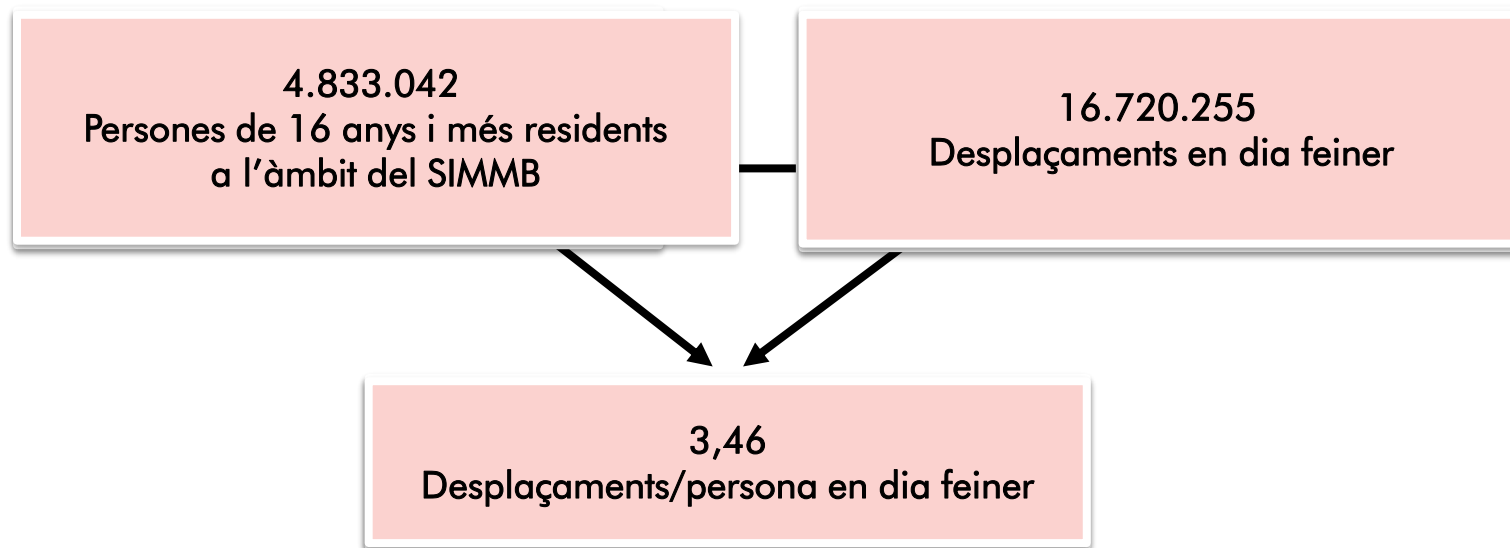 4.833.042
Persones de 16 anys i més residents
a l’àmbit del SIMMB
16.720.255
Desplaçaments en dia feiner
3,46
Desplaçaments/persona en dia feiner